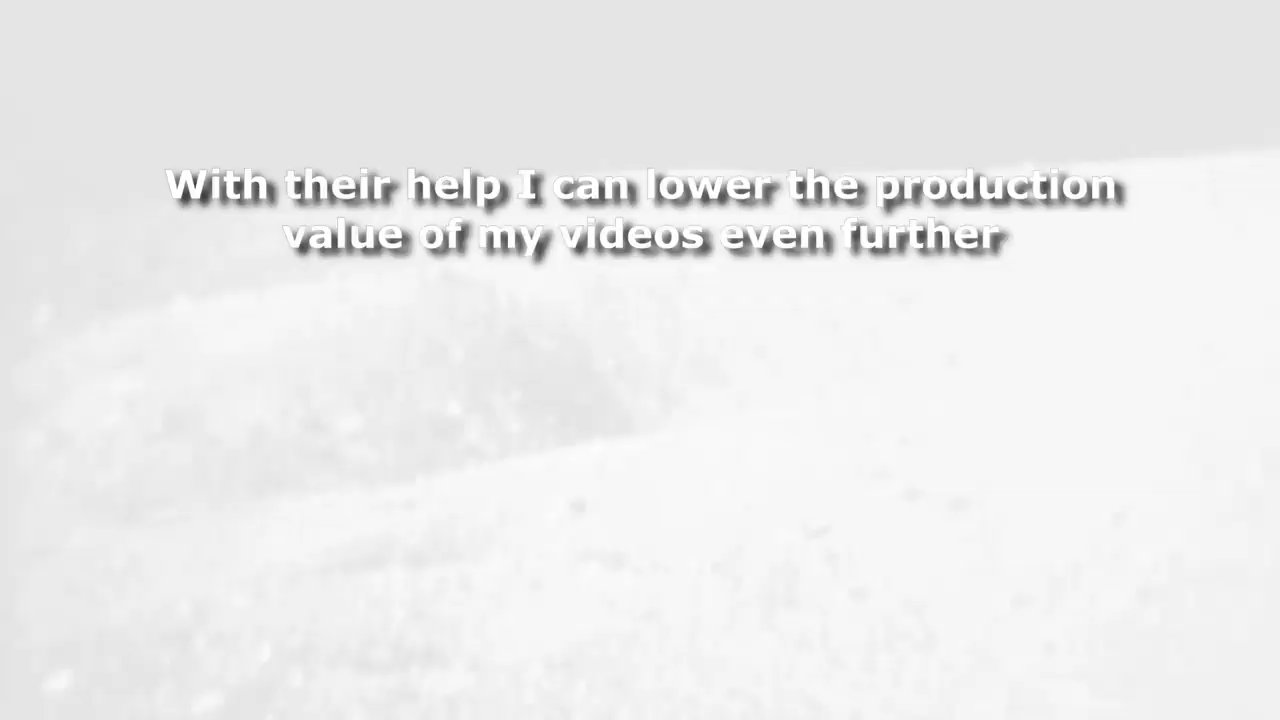 With their help I can lower the production
value of my videos even further